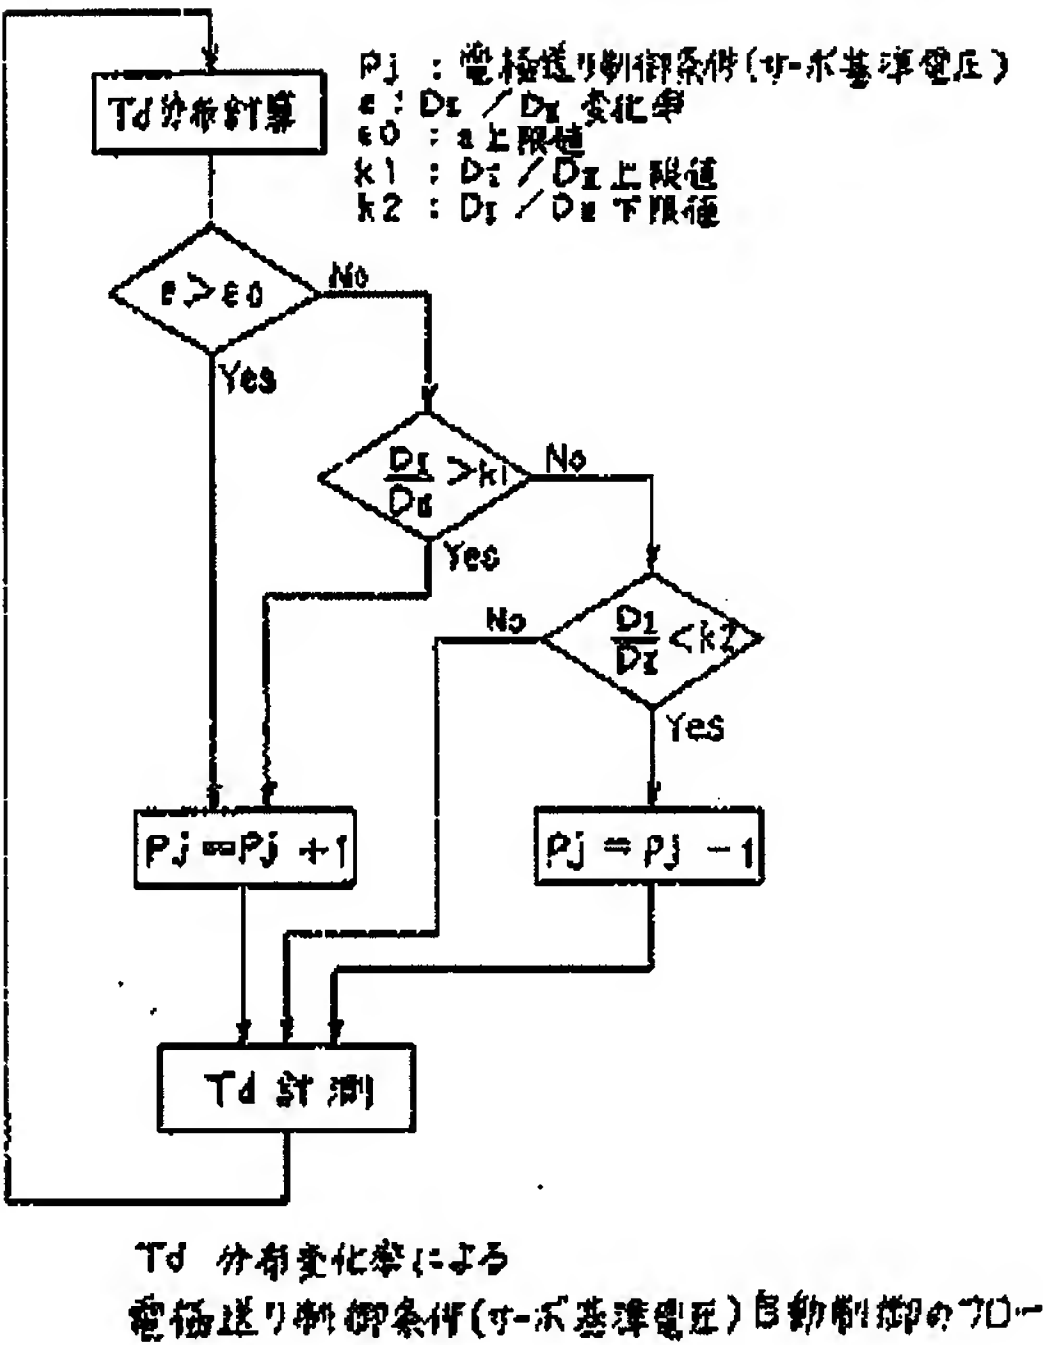 Pj : 電極送り制御条件(サーボ基準電圧)
Td分布計算
ε : DI / DII 変化率
ε0 : ε上限値
k1 : DI / DII 上限値
k2 : DI / DII 下限値
ε > ε0
No
Yes
DI / DII > k1
No
Yes
No
DI / DII < k2
Yes
Pj = Pj + 1
Pj = Pj - 1
Td 計測
Td 分布変化率による
電極送り制御条件(サーボ基準電圧)自動制御のフロー